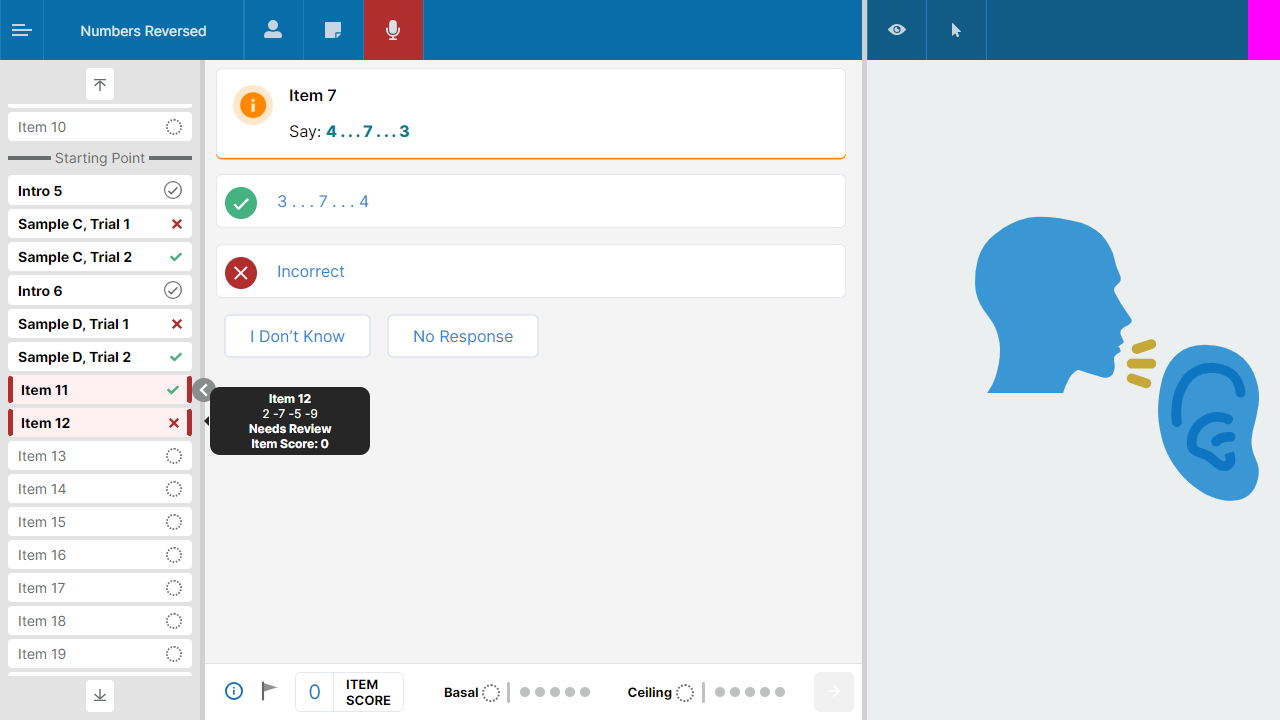 Numbers Reversed
Item 10
Starting Point
Intro 5
Sample C, Trial 1
Sample C, Trial 2
Intro 6
Sample D, Trial 1
Sample D, Trial 2
Item 11
Item 12
Item 13
Item 14
Item 15
Item 16
Item 17
Item 18
Item 19
Item 7
Say: 4 . . . 7 . . . 3
3 . . . 7 . . . 4
Incorrect
I Don’t Know
No Response
Item 12
2 -7 -5 -9
Needs Review
Item Score: 0
0
ITEM
SCORE
Basal
Ceiling